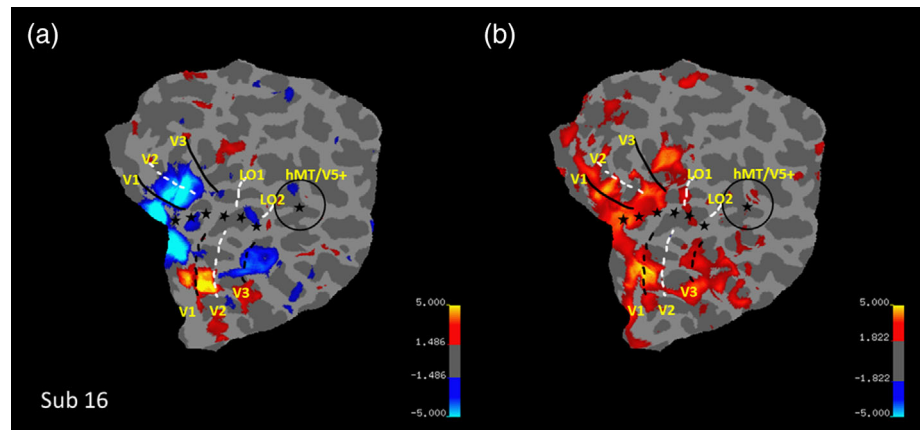 (a)
V3
V2
V1
LO1
hMT/V5+
LO2
V3
V1
V2
5.000
1.486
-1.486
-5.000
Sub 16
(b)
V3
V2
V1
LO1
hMT/V5+
LO2
V3
V1
V2
5.000
1.822
-1.822
-5.000